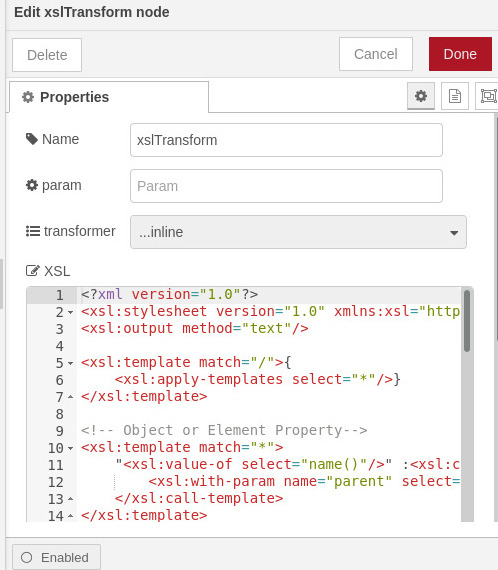 Edit xslTransform node
Delete
Cancel
Done
Properties
Name
xslTransform
param
Param
transformer
...inline
XSL
1 <?xml version="1.0"?>
2 <xsl:stylesheet version="1.0" xmlns:xsl="http
3 <xsl:output method="text"/>
4
5 <xsl:template match="/">{
6 <xsl:apply-templates select="*"/>}
7 </xsl:template>
8
9 <!-- Object or Element Property-->
10 <xsl:template match="*">
11 "<xsl:value-of select="name()"/>" :<xsl:c
12 <xsl:with-param name="parent" select=
13 </xsl:call-template>
14 </xsl:template>
Enabled